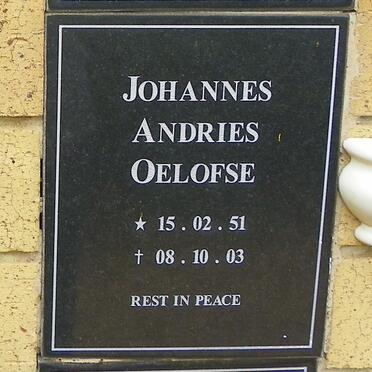 JOHANNES
ANDRIES
OELOFSE
★ 15 . 02 . 51
† 08 . 10 . 03
REST IN PEACE